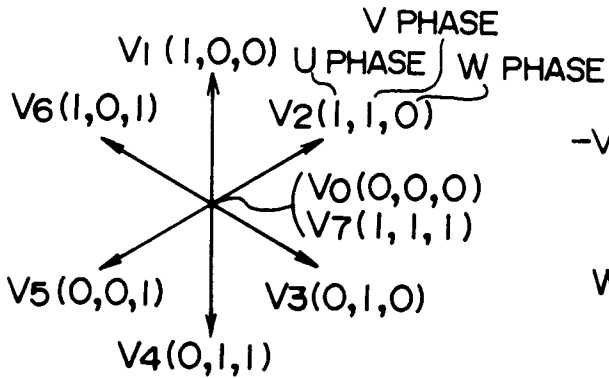 V PHASE
V1(1,0,0) U PHASE W PHASE
V6(1,0,1) V2(1,1,0)
-V
V0(0,0,0)
V7(1,1,1)
V5(0,0,1) V3(0,1,0) W
V4(0,1,1)